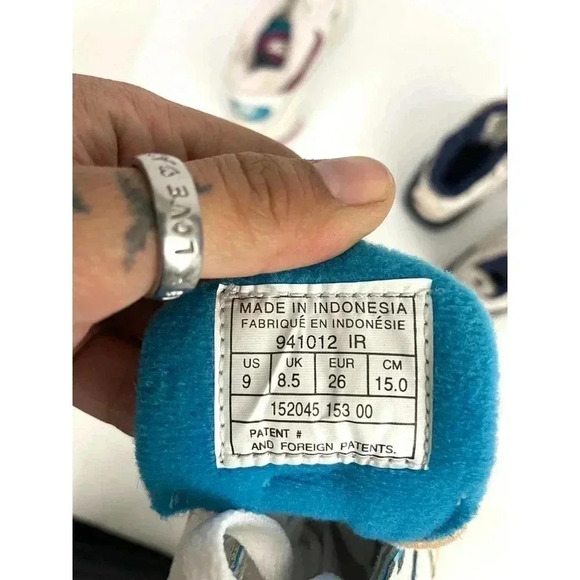 LOVE
MADE IN INDONESIA
FABRIQUÉ EN INDONÉSIE
941012 IR
US UK EUR CM
9 8.5 26 15.0
152045 153 00
PATENT #
AND FOREIGN PATENTS.